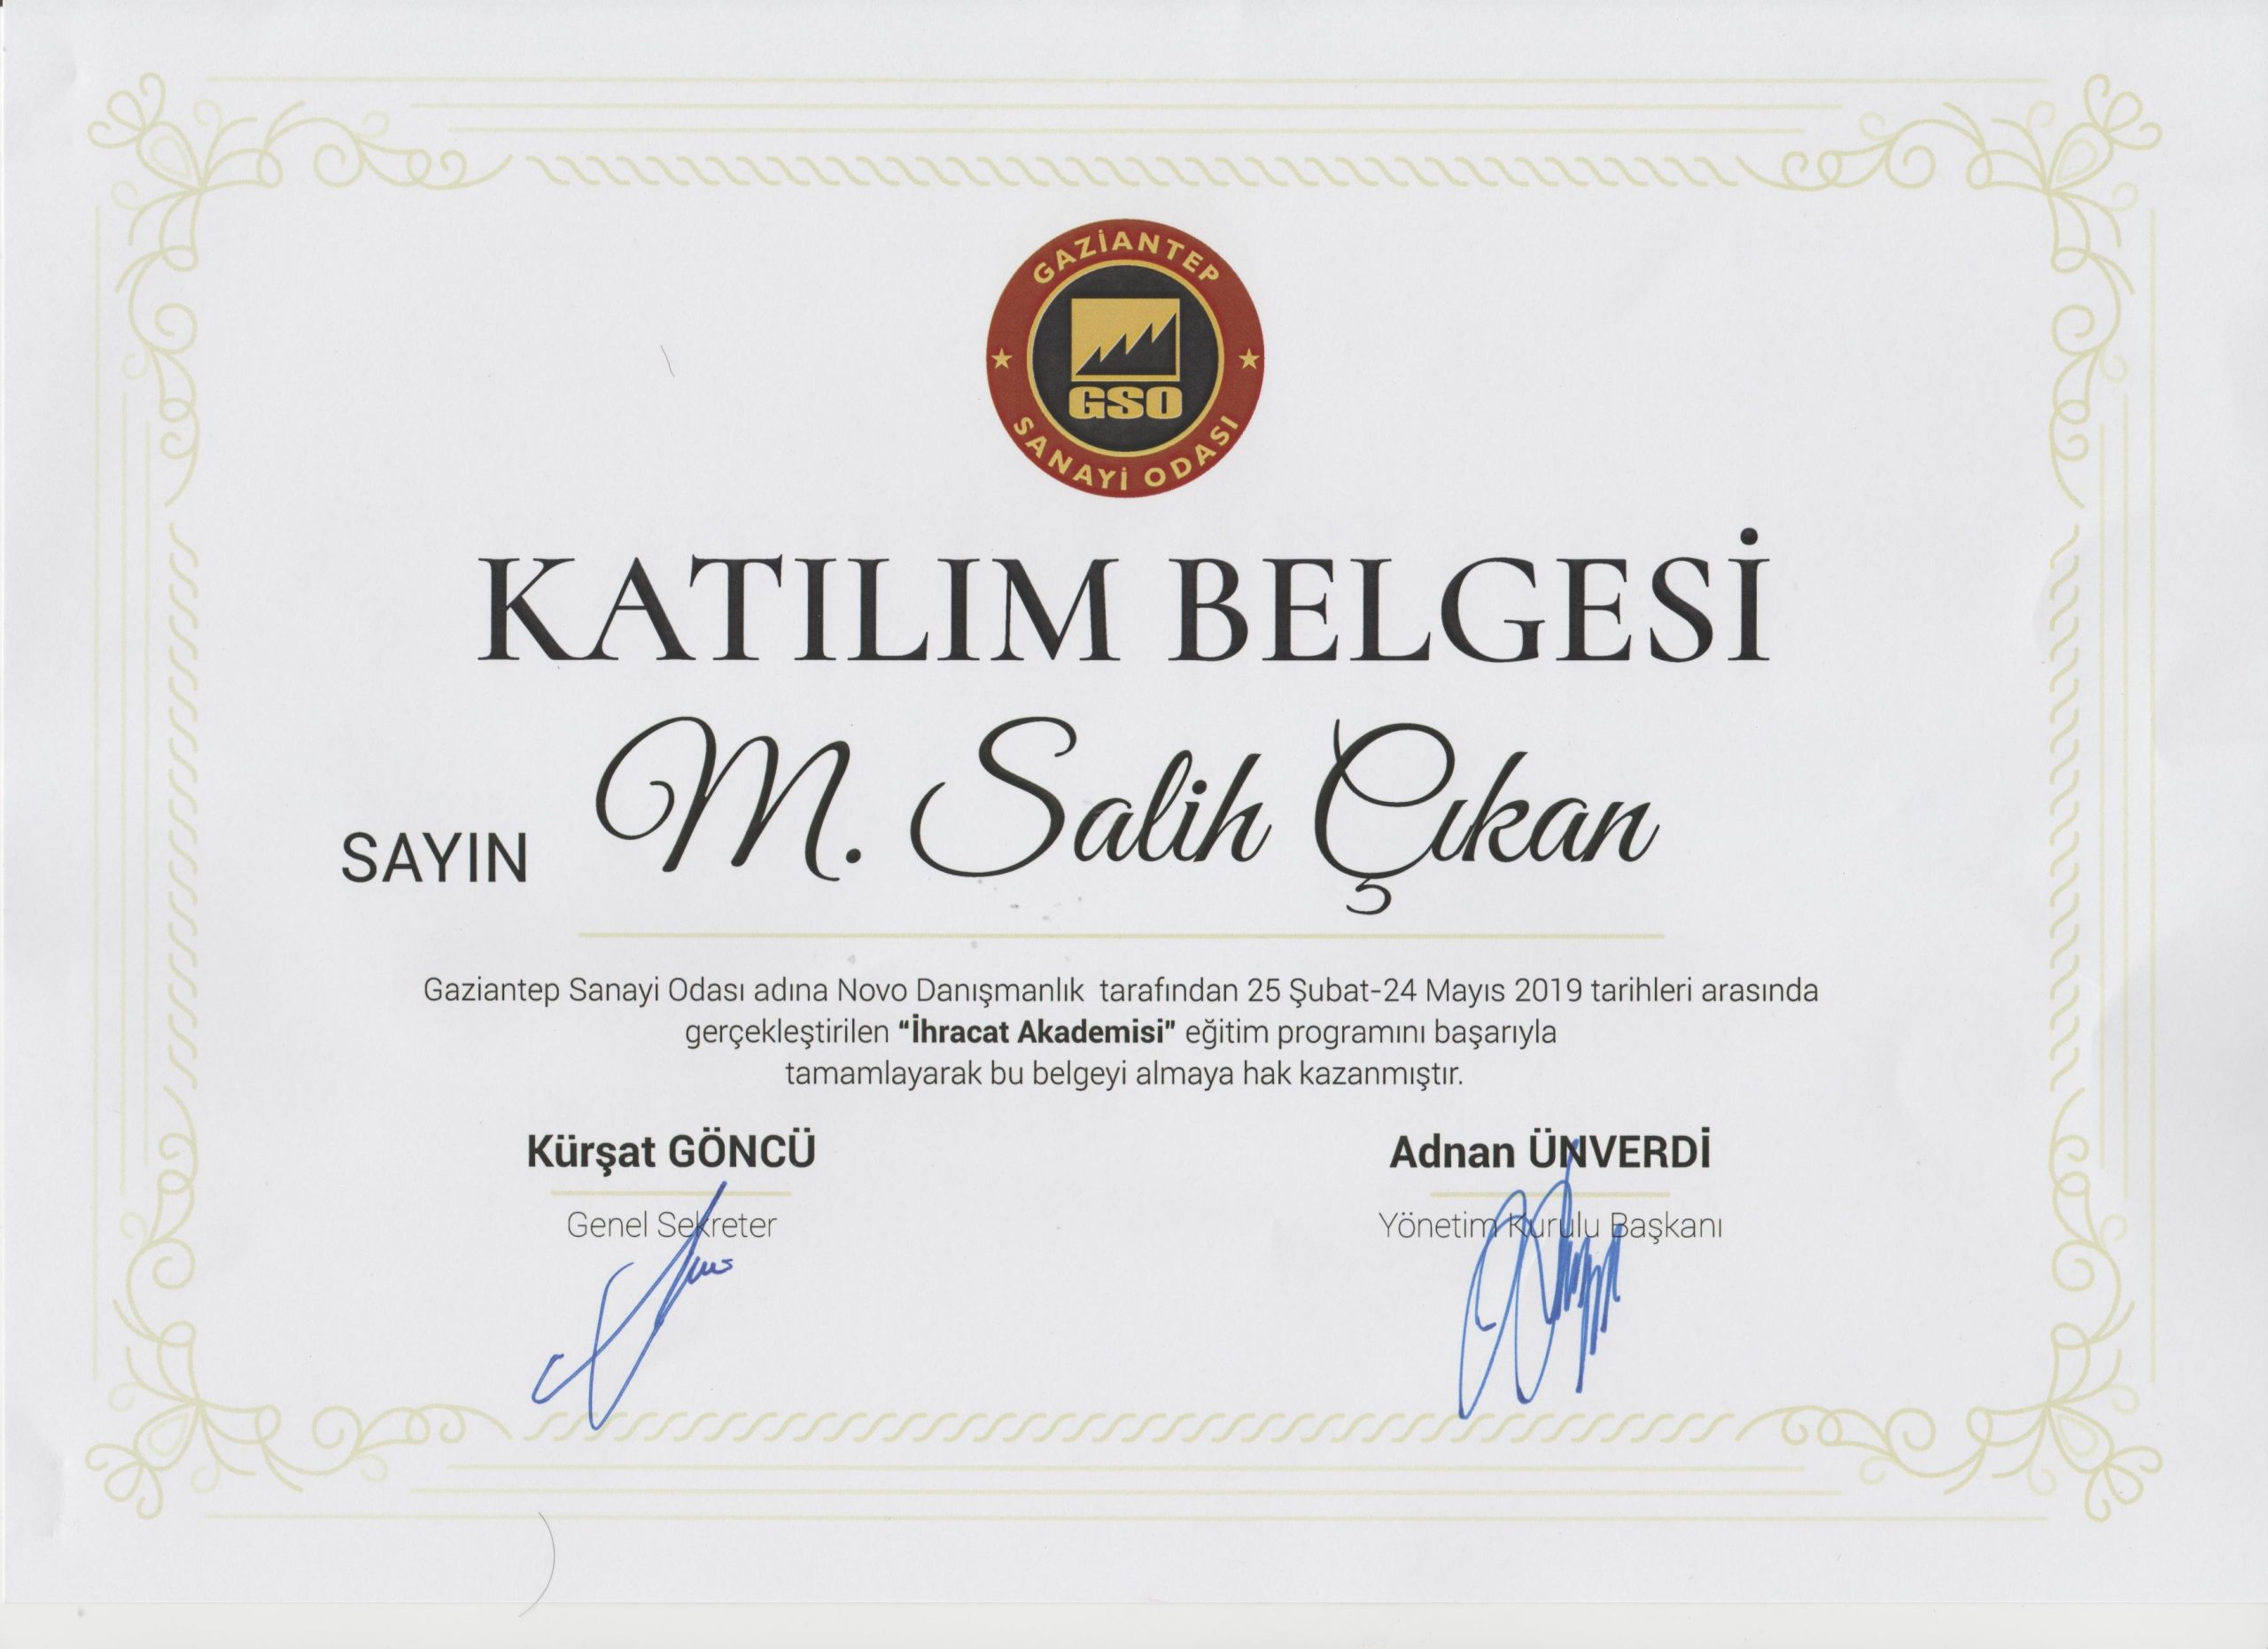 GAZİANTEP
GSO
SANAYİ ODASI
KATILIM BELGESİ
SAYIN M. Salih Çıkan
Gaziantep Sanayi Odası adına Novo Danışmanlık tarafından 25 Şubat-24 Mayıs 2019 tarihleri arasında
gerçekleştirilen “İhracat Akademisi” eğitim programını başarıyla
tamamlayarak bu belgeyi almaya hak kazanmıştır.
Kürşat GÖNCÜ
Genel Sekreter
Adnan ÜNVERDİ
Yönetim Kurulu Başkanı